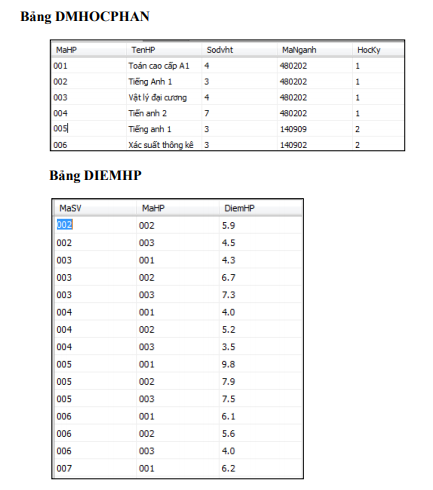 Bảng DMHOCPHAN
MaHP TenHP Sodvht MaNganh HocKy
001 Toán cao cấp A1 4 480202 1
002 Tiếng Anh 1 3 480202 1
003 Vật lý đại cương 4 480202 1
004 Tiến anh 2 7 480202 1
005 Tiếng anh 1 3 140909 2
006 Xác suất thông kê 3 140902 2
Bảng DIEMHP
MaSV MaHP DiemHP
002 002 5.9
002 003 4.5
003 001 4.3
003 002 6.7
003 003 7.3
004 001 4.0
004 002 5.2
004 003 3.5
005 001 9.8
005 002 7.9
005 003 7.5
006 001 6.1
006 002 5.6
006 003 4.0
007 001 6.2